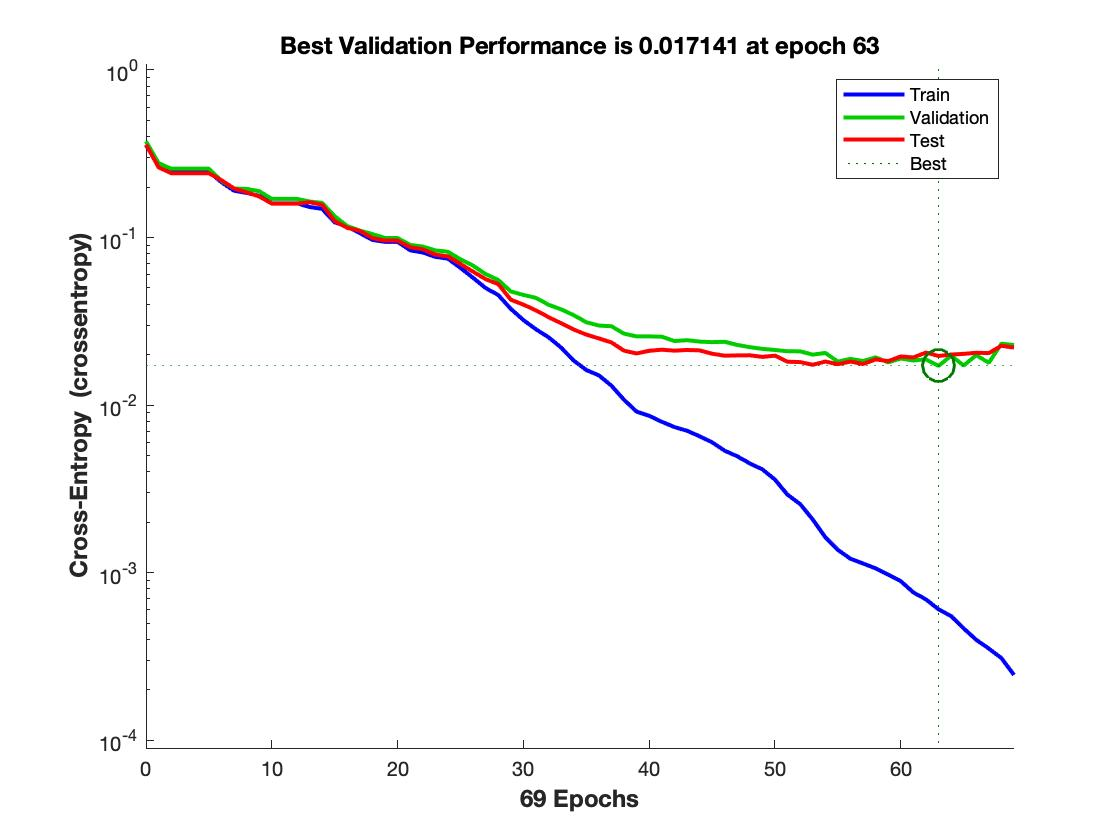 Best Validation Performance is 0.017141 at epoch 63
Train
Validation
Test
Best
10^0
10^-1
10^-2
10^-3
10^-4
Cross-Entropy (crossentropy)
0 10 20 30 40 50 60
69 Epochs